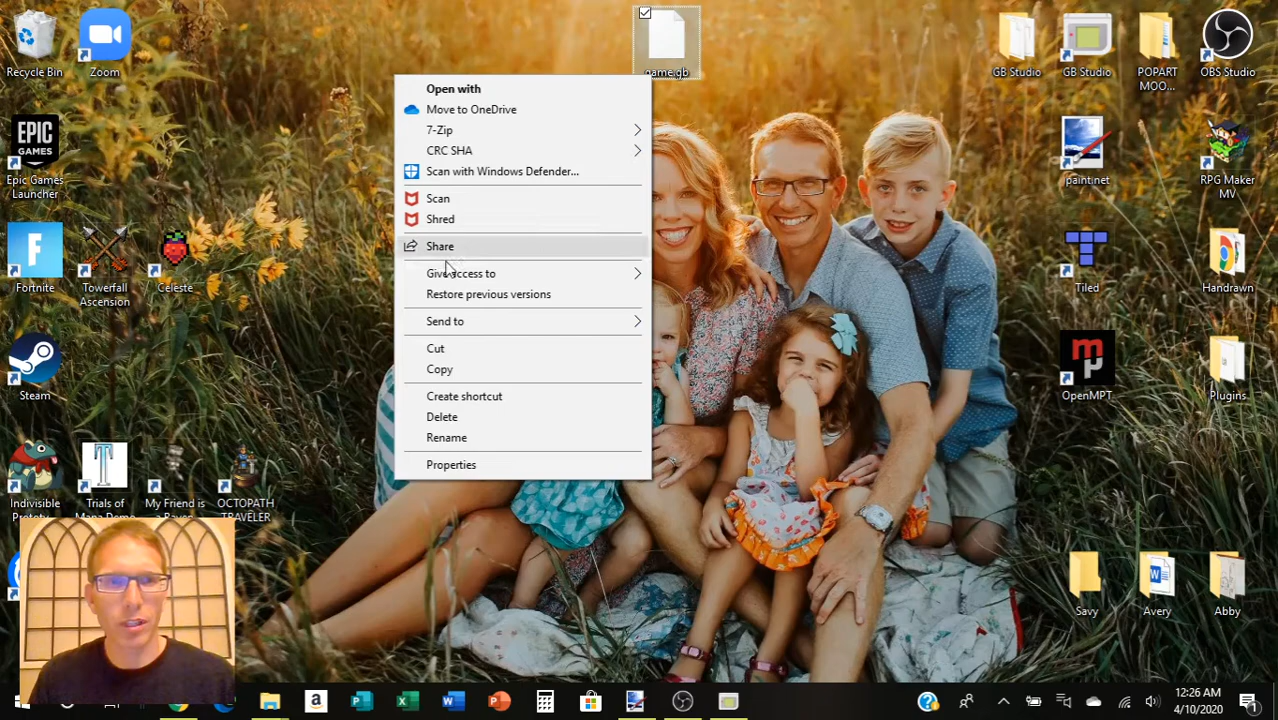 Recycle Bin
Zoom
game.gb
GB Studio
GB Studio
POPART
MOO...
OBS Studio
EPIC
GAMES
Epic Games
Launcher
Open with
Move to OneDrive
7-Zip
CRC SHA
Scan with Windows Defender...
Scan
Shred
Share
Give access to
Restore previous versions
Send to
Cut
Copy
Create shortcut
Delete
Rename
Properties
paint.net
RPG Maker
MV
Fortnite
Towerfall
Ascension
Celeste
Tiled
Handrawn
Steam
OpenMPT
Plugins
Indivisible
Trials of
My Friend is
OCTOPATH
TRAVELER
Savy
Avery
Abby
12:26 AM
4/10/2020